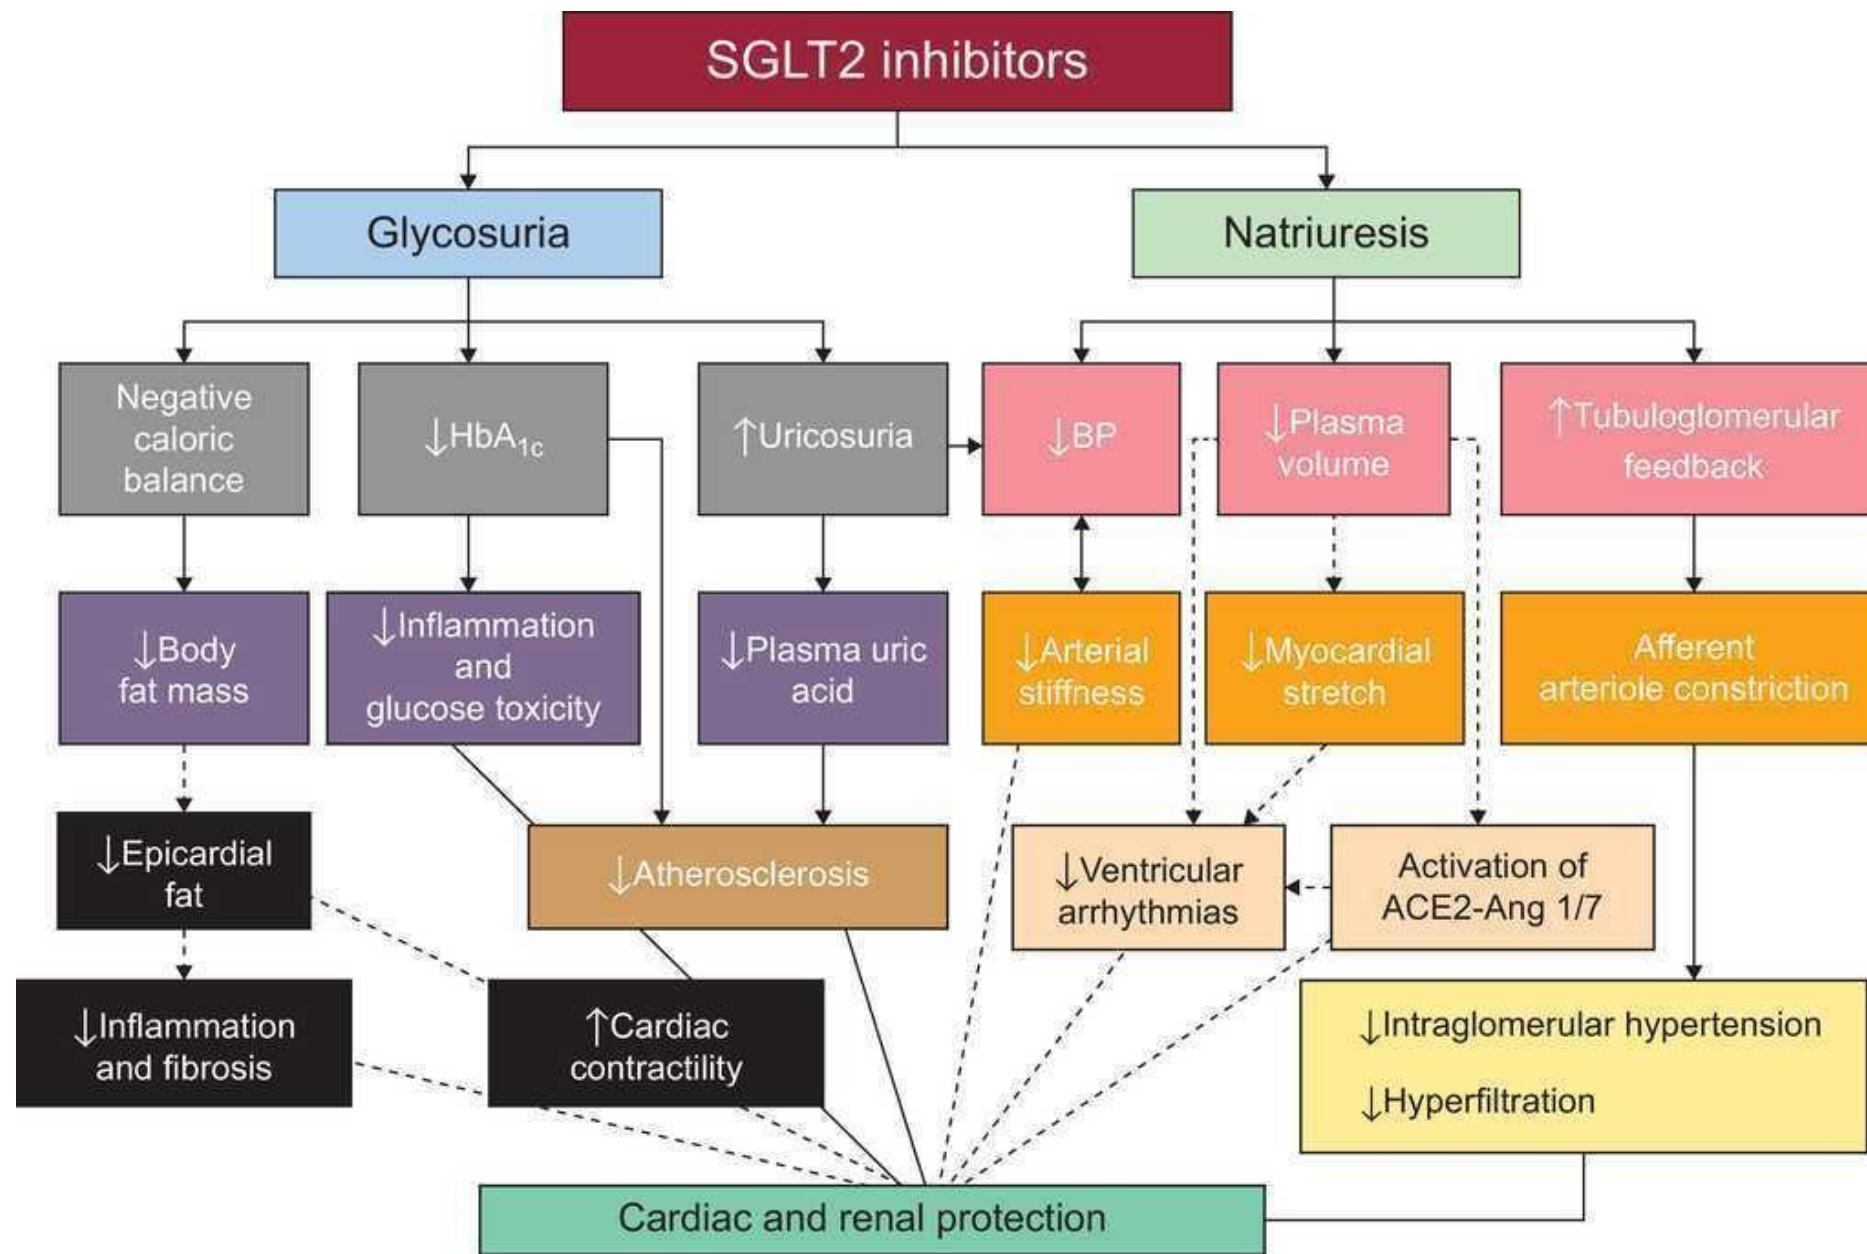 SGLT2 inhibitors
Glycosuria
Natriuresis
Negative
caloric
balance
↓HbA1c
↑Uricosuria
↓BP
↓Plasma
volume
↑Tubuloglomerular
feedback
↓Body
fat mass
↓Inflammation
and
glucose toxicity
↓Plasma uric
acid
↓Arterial
stiffness
↓Myocardial
stretch
Afferent
arteriole constriction
↓Epicardial
fat
↓Atherosclerosis
↓Ventricular
arrhythmias
Activation of
ACE2-Ang 1/7
↓Inflammation
and fibrosis
↑Cardiac
contractility
↓Intraglomerular hypertension
↓Hyperfiltration
Cardiac and renal protection